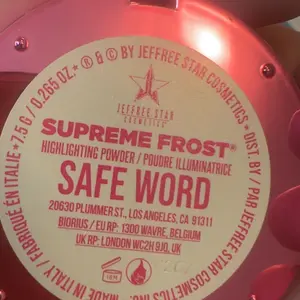 7.5 G / 0.265 OZ.* ® & © BY JEFFREE STAR COSMETICS* DIST. BY / PAR JEFFREE STAR COSMETICS
JEFFREE STAR
COSMETICS
SUPREME FROST®
HIGHLIGHTING POWDER / POUDRE ILLUMINATRICE
SAFE WORD
20630 PLUMMER ST., LOS ANGELES, CA 91311
BIORIUS / EU RP: 1300 WAVRE, BELGIUM
UK RP: LONDON WC2H 9JQ, UK
MADE IN ITALY / FABRIQUÉ EN ITALIE*